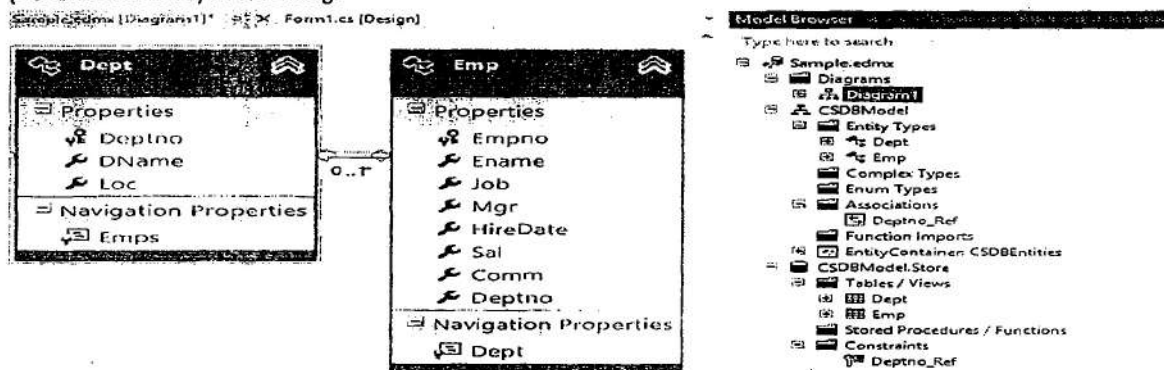 Sample.edmx [Diagram1]* Form1.cs [Design]
Dept
Properties
Deptno
DName
Loc
Navigation Properties
Emps
0..1
Emp
Properties
Empno
Ename
Job
Mgr
HireDate
Sal
Comm
Deptno
Navigation Properties
Dept
Model Browser
Type here to search
Sample.edmx
Diagrams
Diagram1
CSDBModel
Entity Types
Dept
Emp
Complex Types
Enum Types
Associations
Deptno_Ref
Function Imports
EntityContainer: CSDBEntities
CSDBModel.Store
Tables / Views
Dept
Emp
Stored Procedures / Functions
Constraints
Deptno_Ref